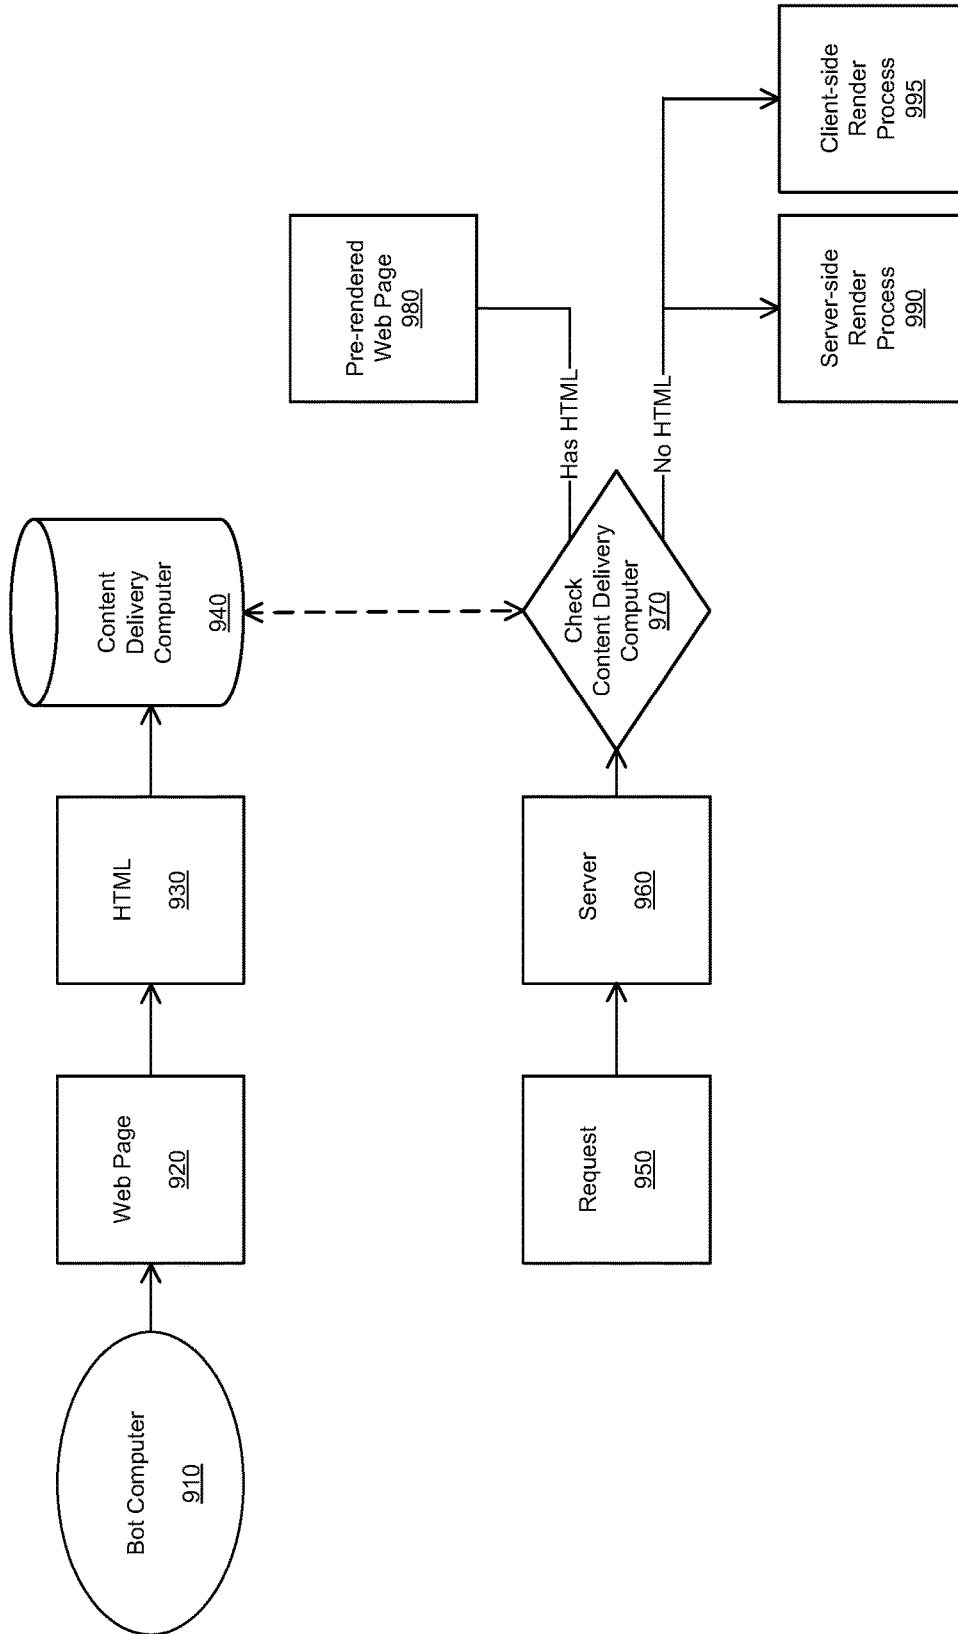 Bot Computer
910
Web Page
920
HTML
930
Content
Delivery
Computer
940
Request
950
Server
960
Check
Content Delivery
Computer
970
Has HTML
No HTML
Pre-rendered
Web Page
980
Server-side
Render
Process
990
Client-side
Render
Process
995